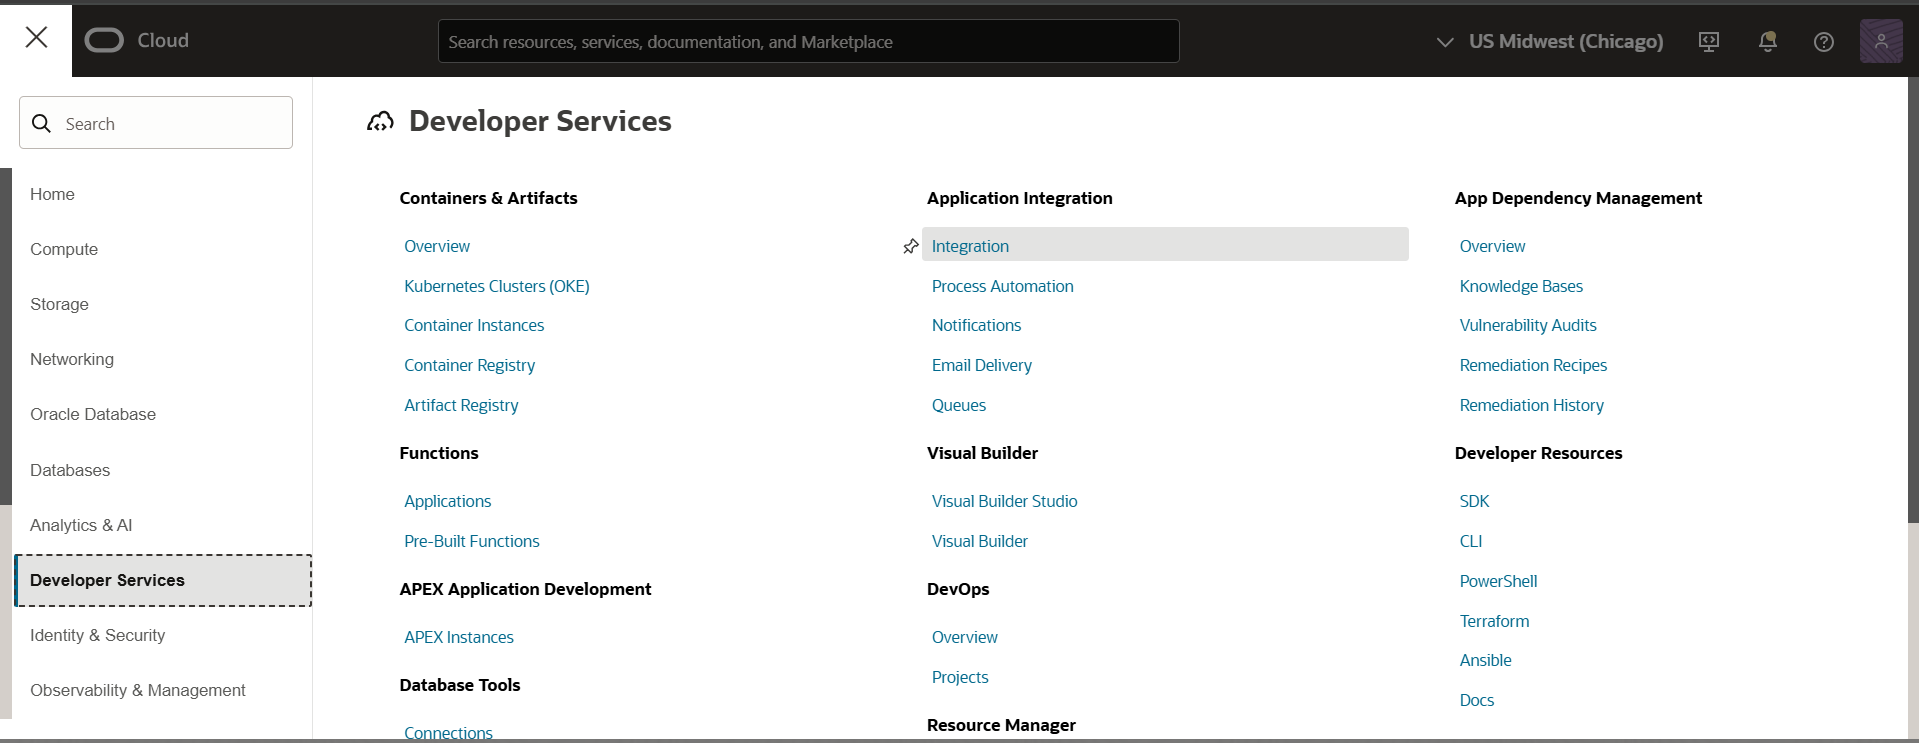 Cloud
Search resources, services, documentation, and Marketplace
US Midwest (Chicago)
Search
Home
Compute
Storage
Networking
Oracle Database
Databases
Analytics & AI
Developer Services
Identity & Security
Observability & Management
Developer Services
Containers & Artifacts
Overview
Kubernetes Clusters (OKE)
Container Instances
Container Registry
Artifact Registry
Functions
Applications
Pre-Built Functions
APEX Application Development
APEX Instances
Database Tools
Connections
Application Integration
Integration
Process Automation
Notifications
Email Delivery
Queues
Visual Builder
Visual Builder Studio
Visual Builder
DevOps
Overview
Projects
Resource Manager
App Dependency Management
Overview
Knowledge Bases
Vulnerability Audits
Remediation Recipes
Remediation History
Developer Resources
SDK
CLI
PowerShell
Terraform
Ansible
Docs